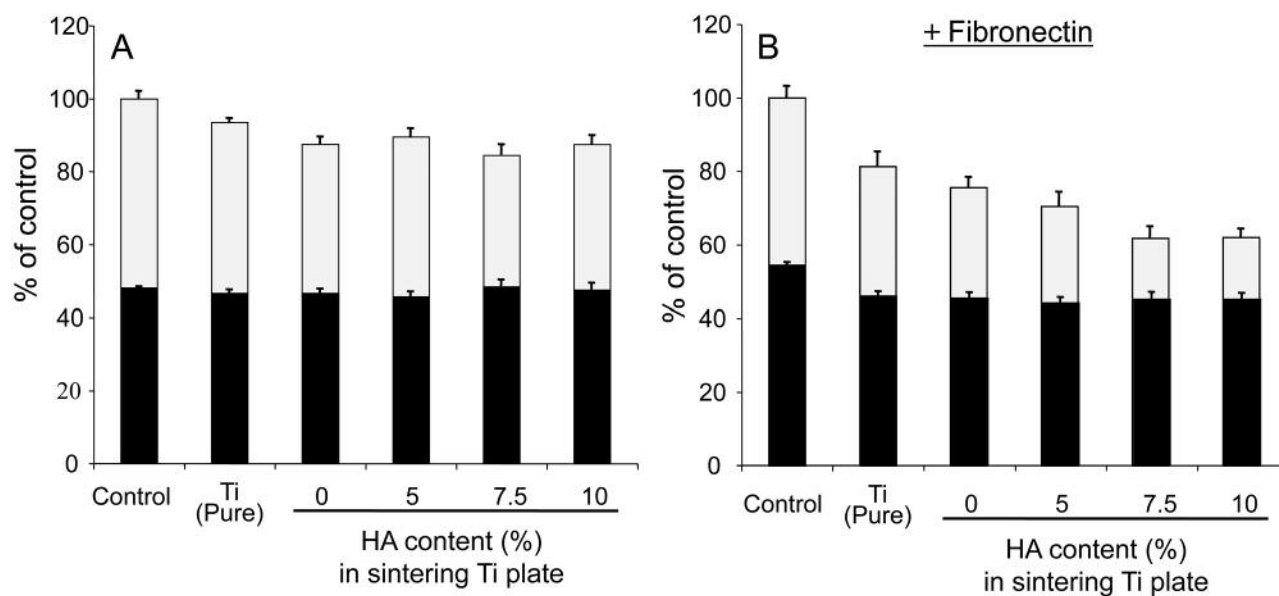 A
120
100
80
60
40
20
0
% of control
Control
Ti
(Pure)
0
5
7.5
10
HA content (%)
in sintering Ti plate
B
+ Fibronectin
120
100
80
60
40
20
0
% of control
Control
Ti
(Pure)
0
5
7.5
10
HA content (%)
in sintering Ti plate